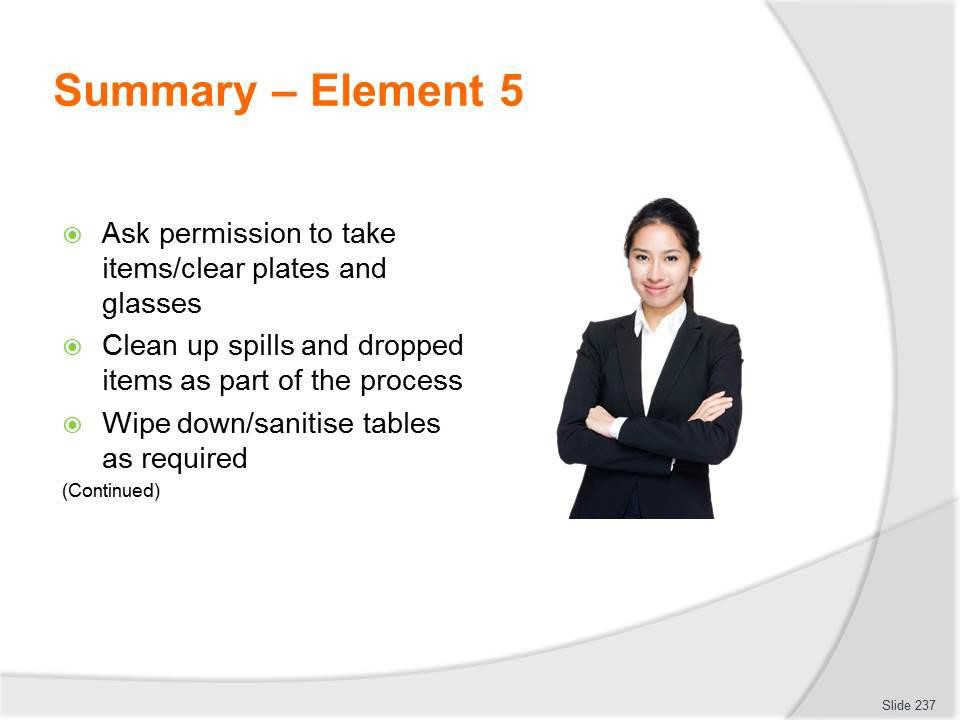 Summary – Element 5
Ask permission to take
items/clear plates and
glasses
Clean up spills and dropped
items as part of the process
Wipe down/sanitise tables
as required
(Continued)
Slide 237